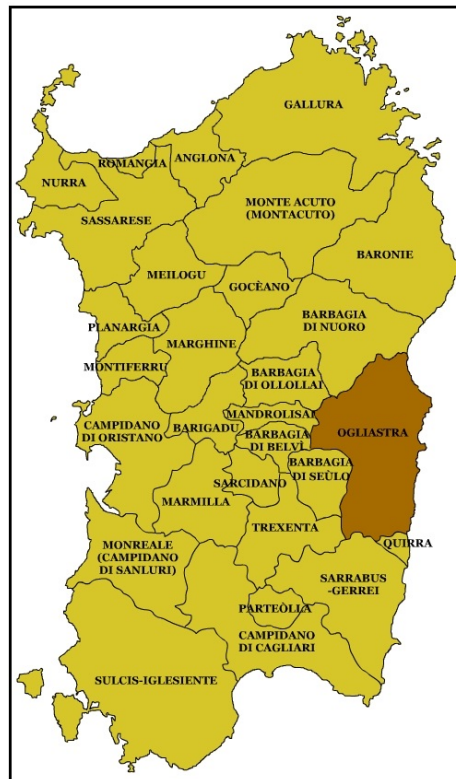 GALLURA
ROMANGIA
ANGLONA
NURRA
MONTE ACUTO
(MONTACUTO)
SASSARESE
BARONIE
MEILOGU
GOCÈANO
PLANARGIA
BARBAGIA
DI NUORO
MARGHINE
MONTIFERRU
BARBAGIA
DI OLLOLLAI
MANDROLISAI
CAMPIDANO
DI ORISTANO
BARIGADU
OGLIASTRA
BARBAGIA
DI BELVÌ
BARBAGIA
DI SEÙLO
SARCIDANO
MARMILLA
TREXENTA
QUIRRA
MONREALE
(CAMPIDANO
DI SANLURI)
SARRABUS
-GERREI
PARTEÒLLA
CAMPIDANO
DI CAGLIARI
SULCIS-IGLESIENTE